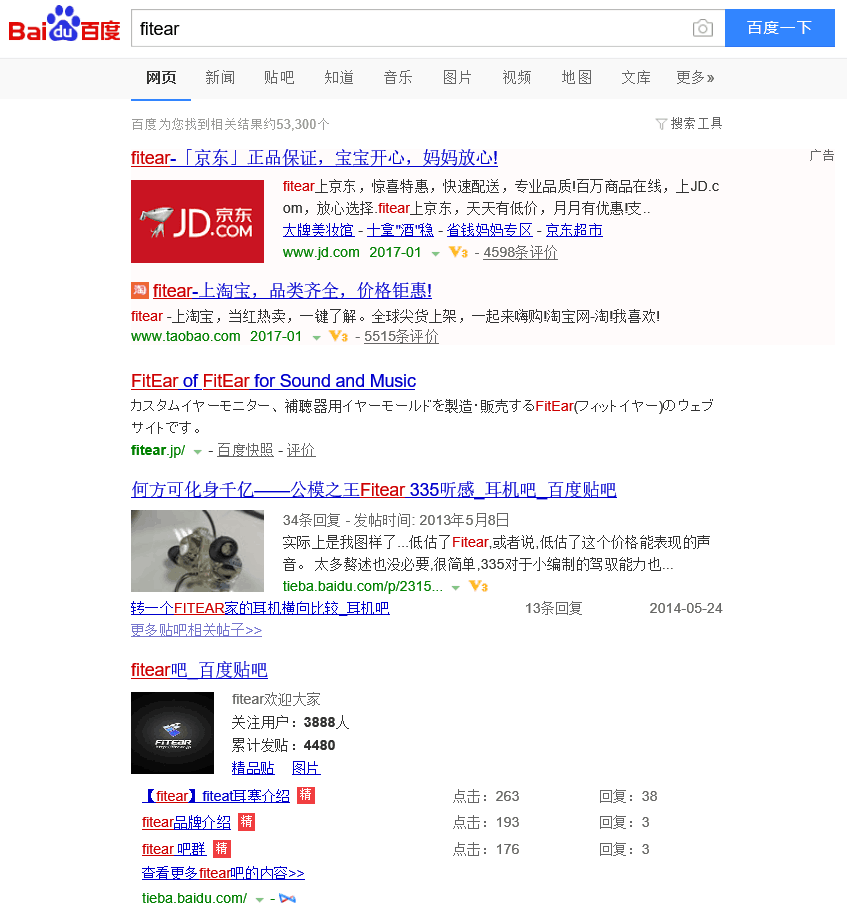 Bai du 百度
fitear
百度一下
网页 新闻 贴吧 知道 音乐 图片 视频 地图 文库 更多»
百度为您找到相关结果约53,300个
搜索工具
fitear-「京东」正品保证，宝宝开心，妈妈放心!
广告
JD 京东 .COM
fitear上京东，惊喜特惠，快速配送，专业品质!百万商品在线，上JD.c
om，放心选择.fitear上京东，天天有低价，月月有优惠!支..
大牌美妆馆 - 十拿"酒"稳 - 省钱妈妈专区 - 京东超市
www.jd.com 2017-01 V3 - 4598条评价
淘 fitear-上淘宝，品类齐全，价格钜惠!
fitear -上淘宝，当红热卖，一键了解。全球尖货上架，一起来嗨购!淘宝网-淘!我喜欢!
www.taobao.com 2017-01 V3 - 5515条评价
FitEar of FitEar for Sound and Music
カスタムイヤーモニター、補聴器用イヤーモールドを製造･販売するFitEar(フィットイヤー)のウェブ
サイトです。
fitear.jp/ - 百度快照 - 评价
何方可化身千亿——公模之王Fitear 335听感_耳机吧_百度贴吧
34条回复 - 发帖时间: 2013年5月8日
实际上是我图样了...低估了Fitear,或者说,低估了这个价格能表现的声
音。 太多赘述也没必要,很简单,335对于小编制的驾驭能力也...
tieba.baidu.com/p/2315... V3
转一个FITEAR家的耳机横向比较_耳机吧 13条回复 2014-05-24
更多贴吧相关帖子>>
fitear吧_百度贴吧
FITEAR
fitear欢迎大家
关注用户：3888人
累计发贴：4480
精品贴 图片
【fitear】fiteat耳塞介绍 精 点击：263 回复：38
fitear品牌介绍 精 点击：193 回复：3
fitear 吧群 精 点击：176 回复：3
查看更多fitear吧的内容>>
tieba.baidu.com/ -